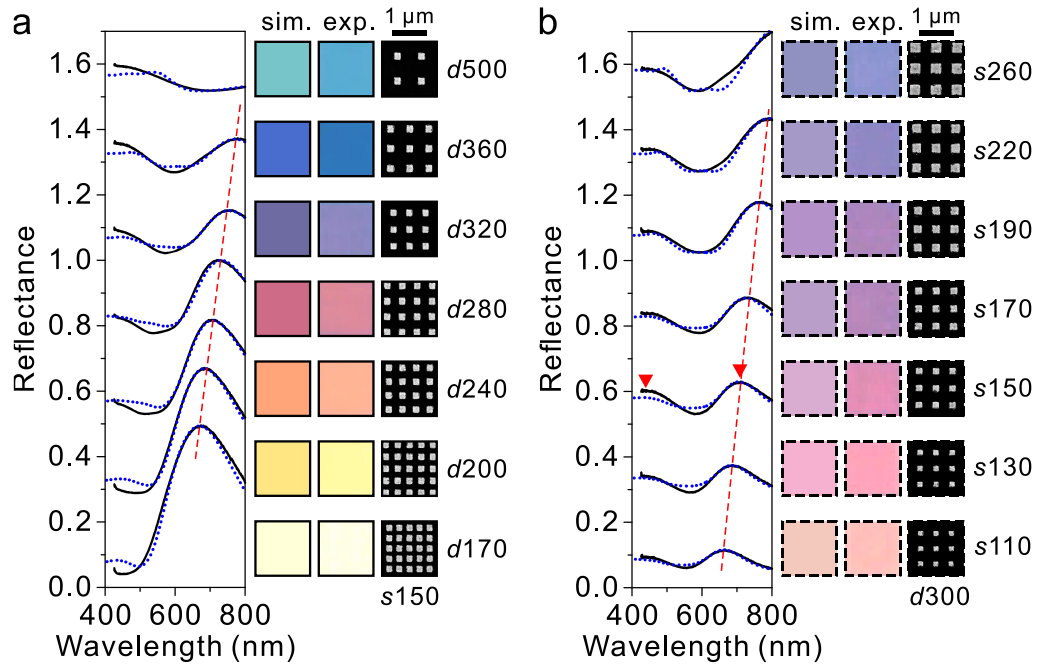 a
sim. exp. 1 μm
1.6
1.4
1.2
1.0
0.8
0.6
0.4
0.2
0.0
Reflectance
400 600 800
Wavelength (nm)
d500
d360
d320
d280
d240
d200
d170
s150
b
sim. exp. 1 μm
1.6
1.4
1.2
1.0
0.8
0.6
0.4
0.2
0.0
Reflectance
400 600 800
Wavelength (nm)
s260
s220
s190
s170
s150
s130
s110
d300